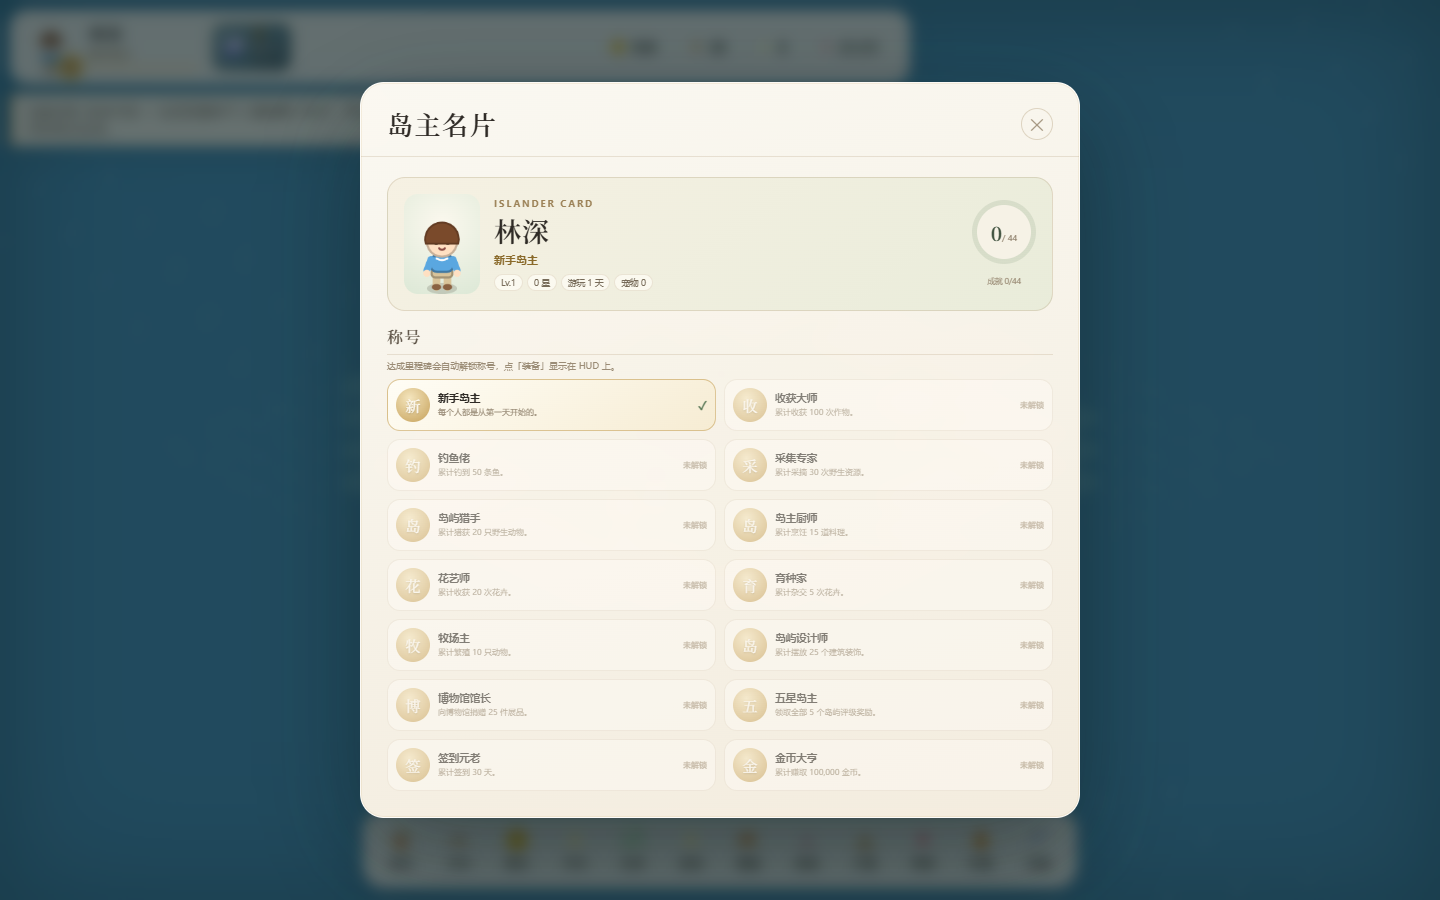 岛主名片
ISLANDER CARD
林深
新手岛主
Lv.1 0 星 游玩 1 天 宠物 0
0 / 44
成就 0/44
称号
达成里程碑会自动解锁称号，点「装备」显示在 HUD 上。
新 新手岛主 ✓
每个人都是从第一天开始的。
收 收获大师 未解锁
累计收获 100 次作物。
钓 钓鱼佬 未解锁
累计钓到 50 条鱼。
采 采集专家 未解锁
累计采摘 30 次野生资源。
岛 岛屿猎手 未解锁
累计猎获 20 只野生动物。
岛 岛主厨师 未解锁
累计烹饪 15 道料理。
花 花艺师 未解锁
累计收获 20 次花卉。
育 育种家 未解锁
累计杂交 5 次花卉。
牧 牧场主 未解锁
累计繁殖 10 只动物。
岛 岛屿设计师 未解锁
累计摆放 25 个建筑装饰。
博 博物馆馆长 未解锁
向博物馆捐赠 25 件展品。
五 五星岛主 未解锁
领取全部 5 个岛屿评级奖励。
签 签到元老 未解锁
累计签到 30 天。
金 金币大亨 未解锁
累计赚取 100,000 金币。